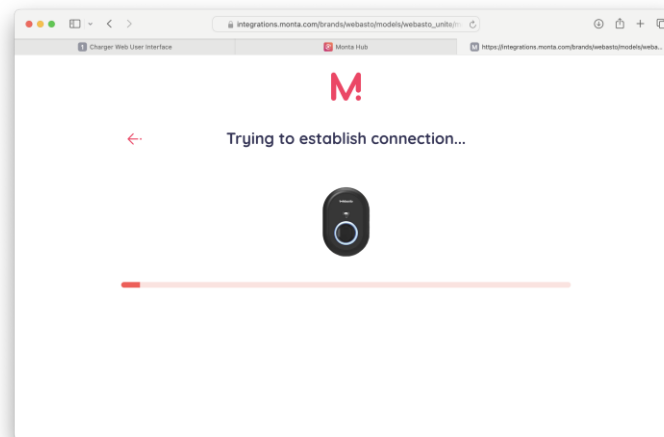 integrations.monta.com/brands/webasto/models/webasto_unite/m
Charger Web User Interface
Monta Hub
https://integrations.monta.com/brands/webasto/models/weba...
M!
Trying to establish connection...